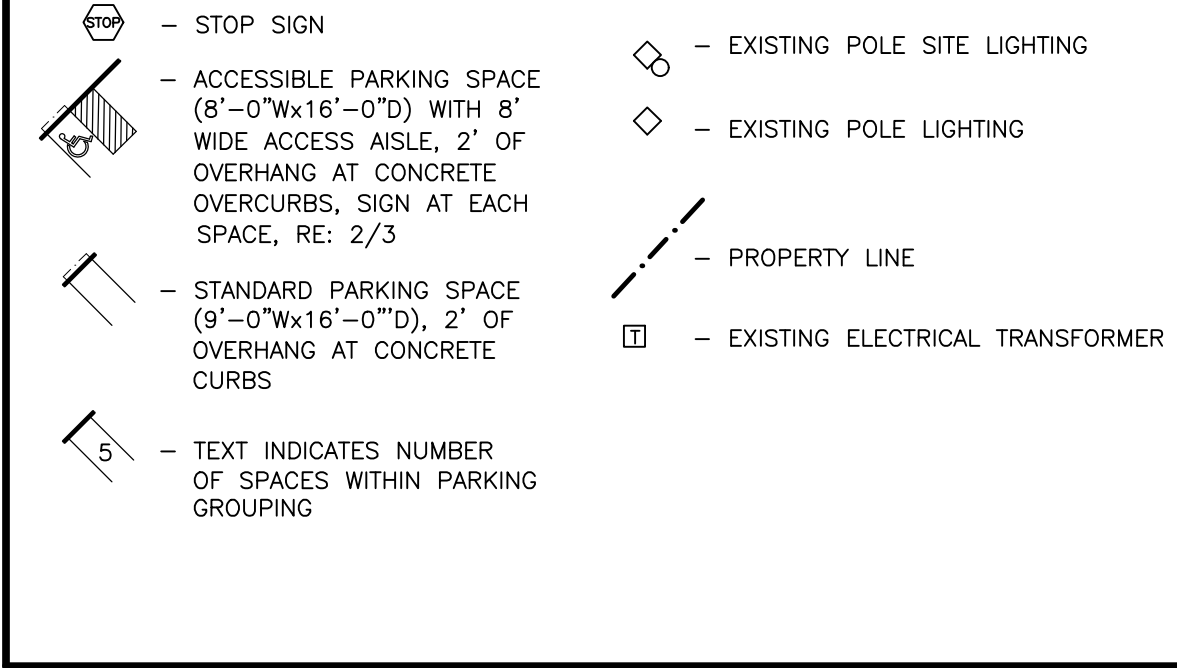 STOP – STOP SIGN
– ACCESSIBLE PARKING SPACE
(8'–0"Wx16'–0"D) WITH 8'
WIDE ACCESS AISLE, 2' OF
OVERHANG AT CONCRETE
OVERCURBS, SIGN AT EACH
SPACE, RE: 2/3
– STANDARD PARKING SPACE
(9'–0"Wx16'–0"'D), 2' OF
OVERHANG AT CONCRETE
CURBS
5 – TEXT INDICATES NUMBER
OF SPACES WITHIN PARKING
GROUPING
– EXISTING POLE SITE LIGHTING
– EXISTING POLE LIGHTING
– PROPERTY LINE
T – EXISTING ELECTRICAL TRANSFORMER